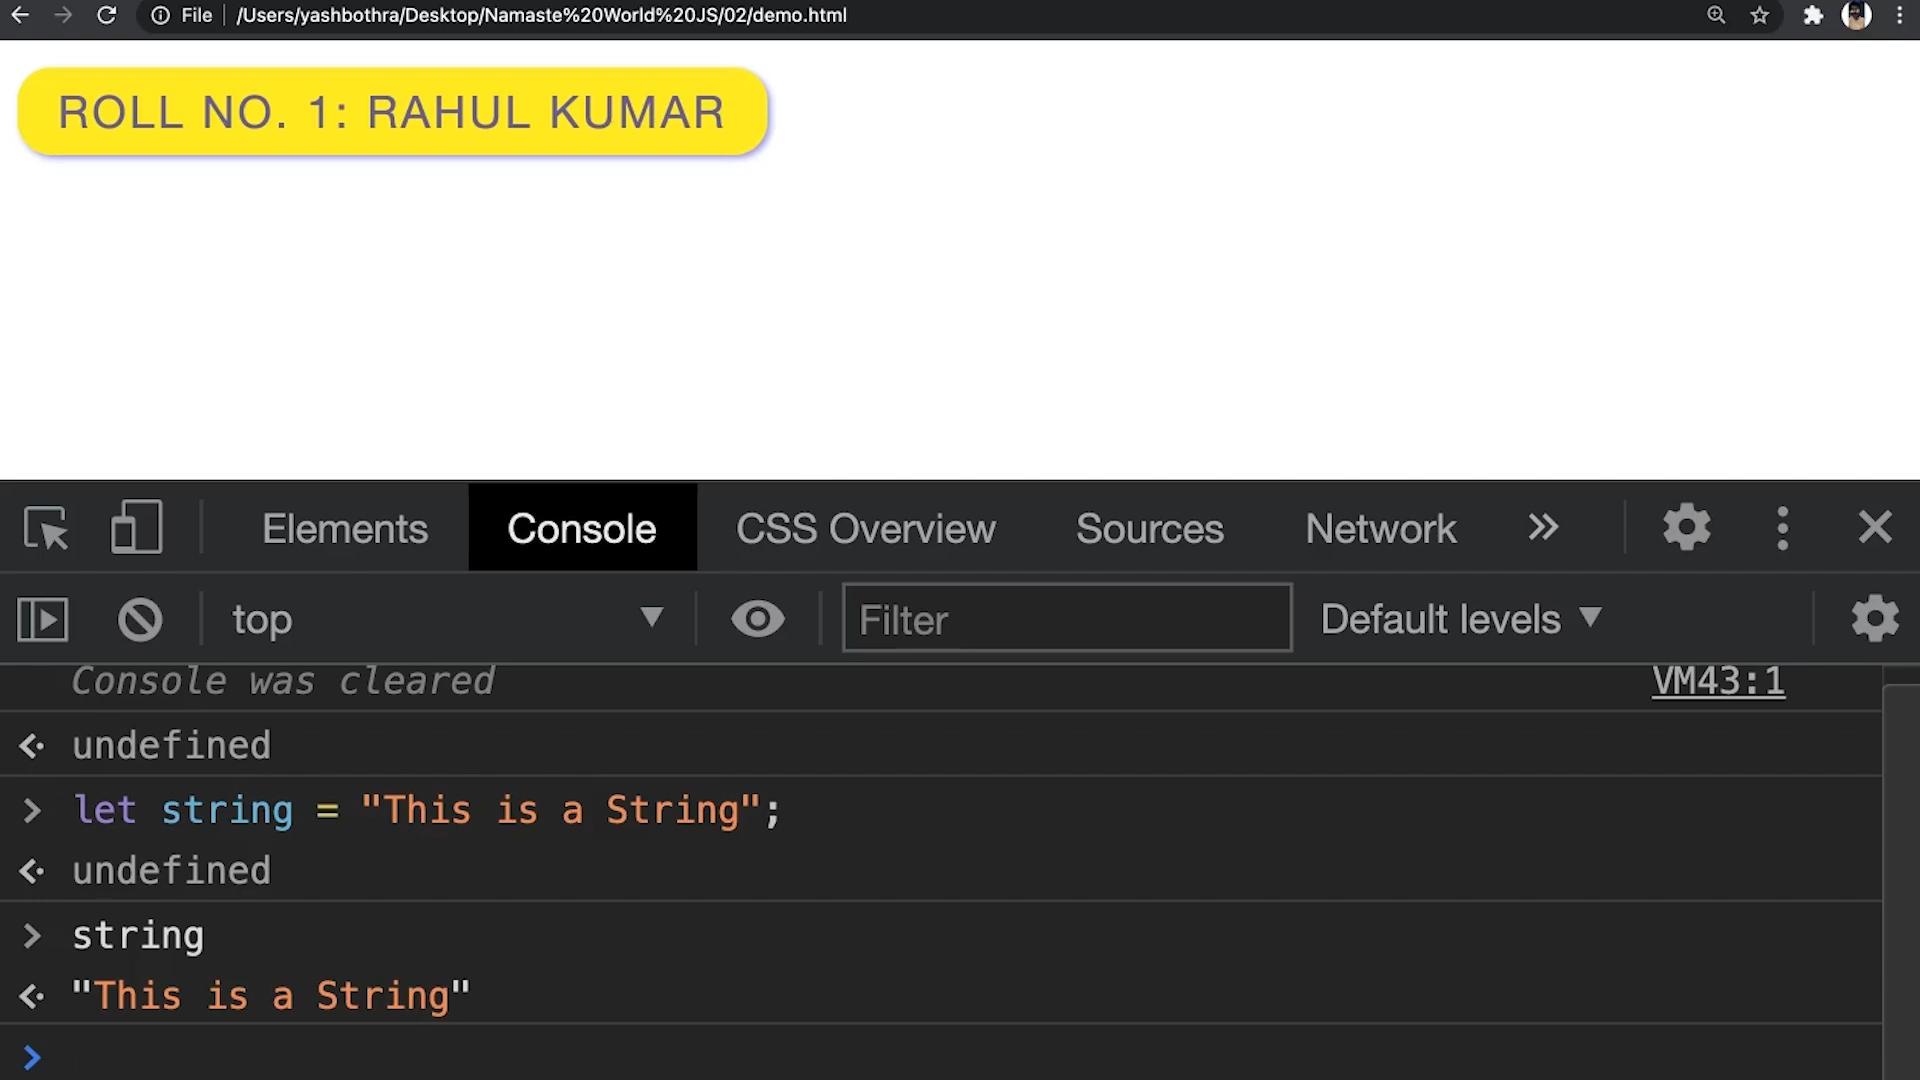 File /Users/yashbothra/Desktop/Namaste%20World%20JS/02/demo.html
ROLL NO. 1: RAHUL KUMAR
Elements Console CSS Overview Sources Network
top Filter Default levels
Console was cleared VM43:1
undefined
let string = "This is a String";
undefined
string
"This is a String"